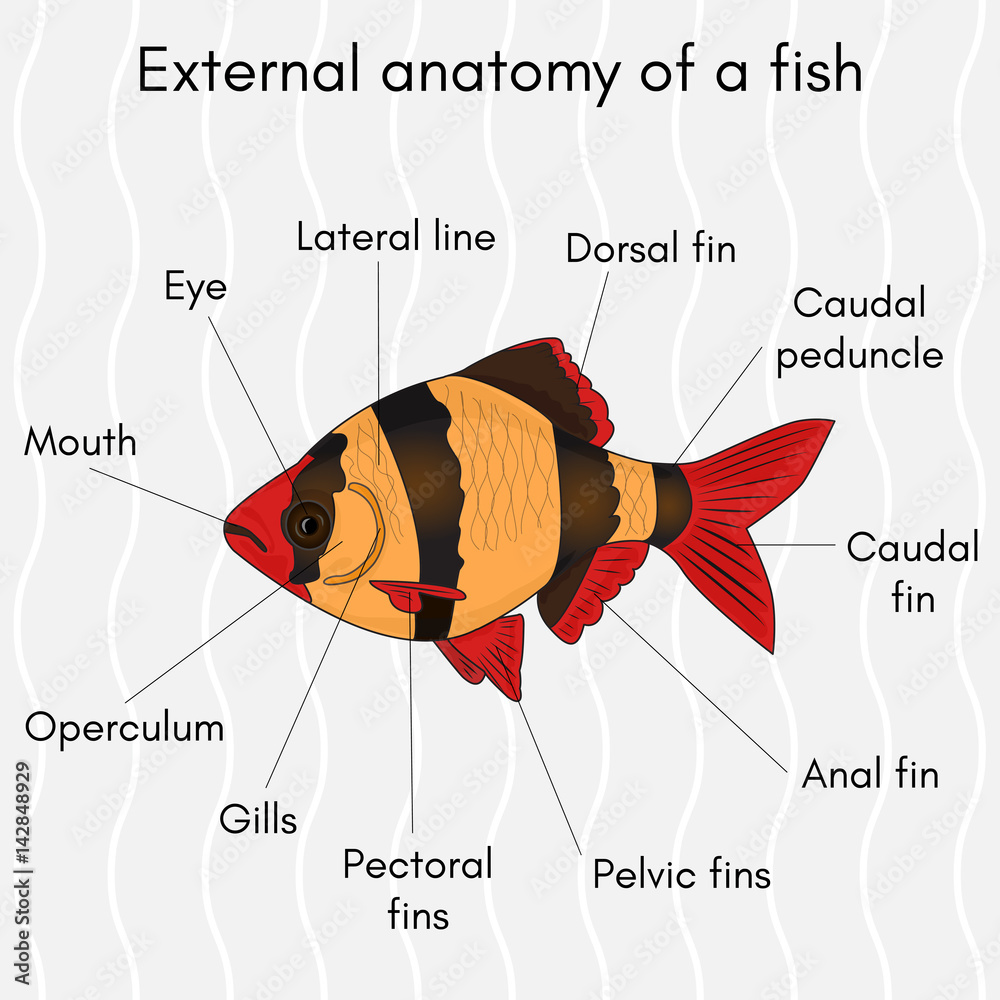 External anatomy of a fish
Lateral line
Dorsal fin
Eye
Caudal
peduncle
Mouth
Caudal
fin
Operculum
Anal fin
Gills
Pectoral
fins
Pelvic fins
Adobe Stock | #142848929